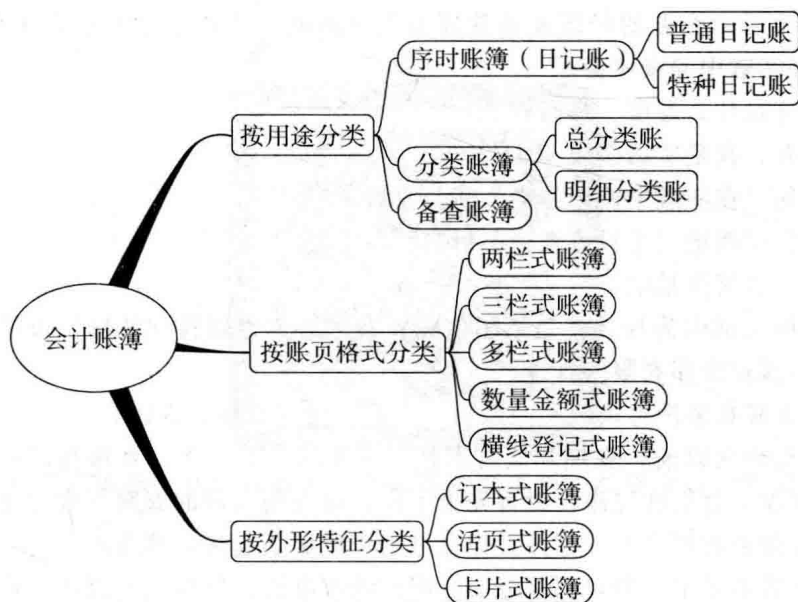 会计账簿
按用途分类
序时账簿（日记账）
普通日记账
特种日记账
分类账簿
总分类账
明细分类账
备查账簿
按账页格式分类
两栏式账簿
三栏式账簿
多栏式账簿
数量金额式账簿
横线登记式账簿
按外形特征分类
订本式账簿
活页式账簿
卡片式账簿